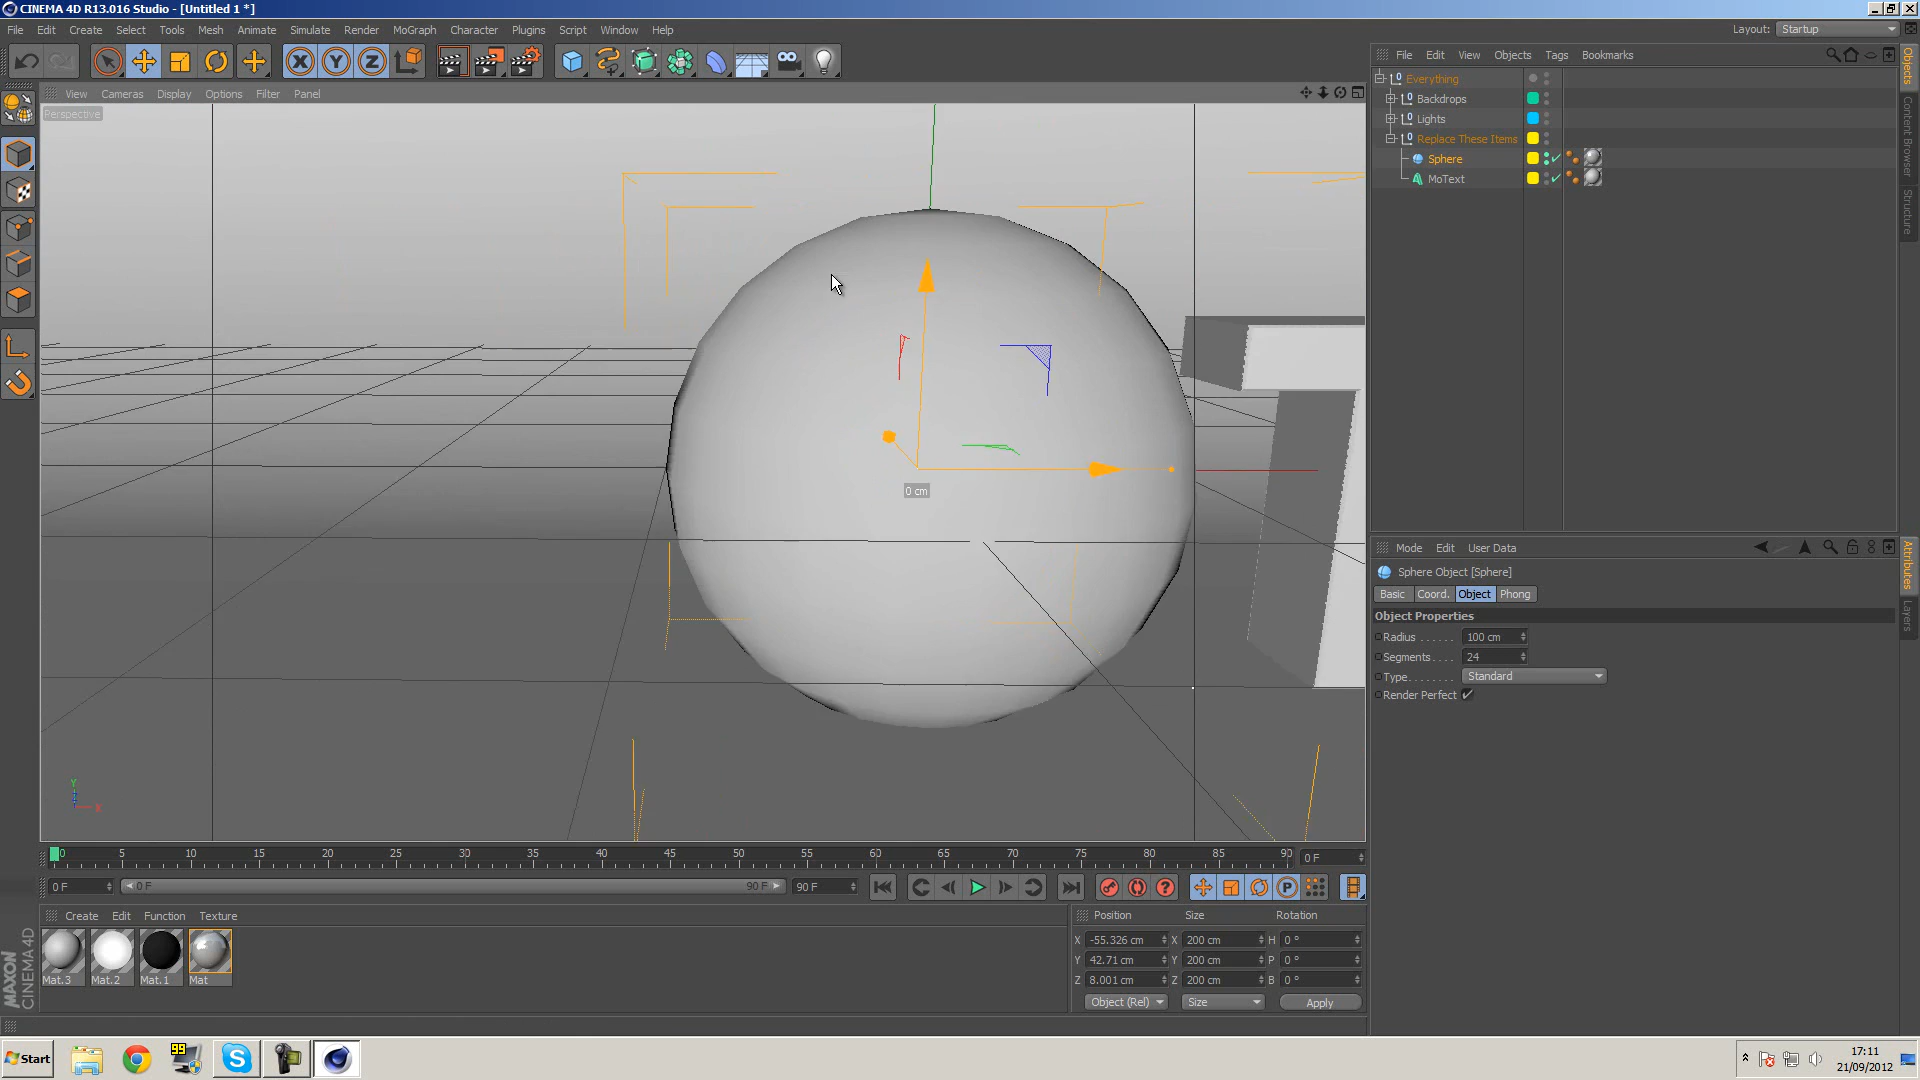 CINEMA 4D R13.016 Studio - [Untitled 1 *]
File Edit Create Select Tools Mesh Animate Simulate Render MoGraph Character Plugins Script Window Help
Layout: Startup
View Cameras Display Options Filter Panel
Perspective
0 cm
Y
Z
X
File Edit View Objects Tags Bookmarks
Everything
Backdrops
Lights
Replace These Items
Sphere
MoText
Objects
Content Browser
Structure
Mode Edit User Data
Sphere Object [Sphere]
Basic Coord. Object Phong
Object Properties
Radius . . . . . . 100 cm
Segments . . . . 24
Type. . . . . . . . Standard
Render Perfect
Attributes
Layers
0 5 10 15 20 25 30 35 40 45 50 55 60 65 70 75 80 85 90
0 F
0 F 0 F 90 F 90 F
Create Edit Function Texture
Mat.3 Mat.2 Mat.1 Mat
MAXON
CINEMA 4D
Position Size Rotation
X -55.326 cm X 200 cm H 0 °
Y 42.71 cm Y 200 cm P 0 °
Z 8.001 cm Z 200 cm B 0 °
Object (Rel) Size Apply
Start
99
17:11
21/09/2012